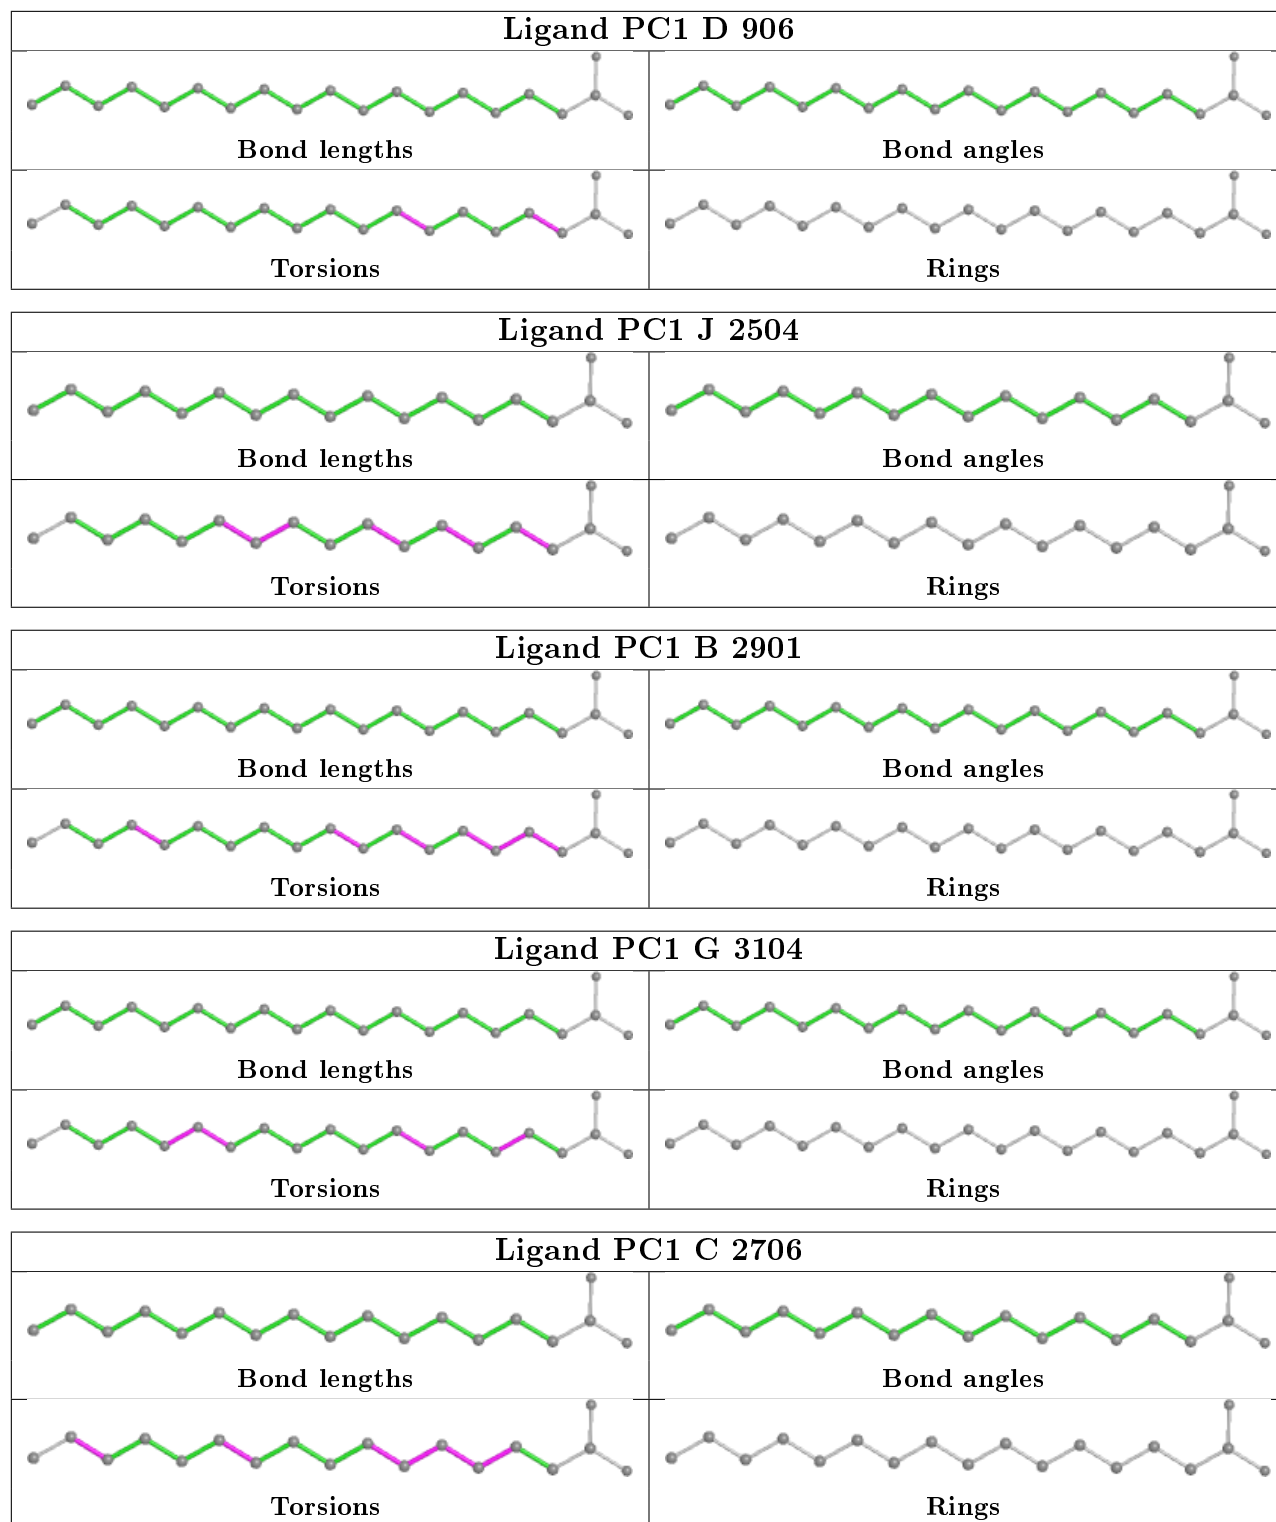 Ligand PC1 D 906
Bond lengths
Bond angles
Torsions
Rings
Ligand PC1 J 2504
Bond lengths
Bond angles
Torsions
Rings
Ligand PC1 B 2901
Bond lengths
Bond angles
Torsions
Rings
Ligand PC1 G 3104
Bond lengths
Bond angles
Torsions
Rings
Ligand PC1 C 2706
Bond lengths
Bond angles
Torsions
Rings